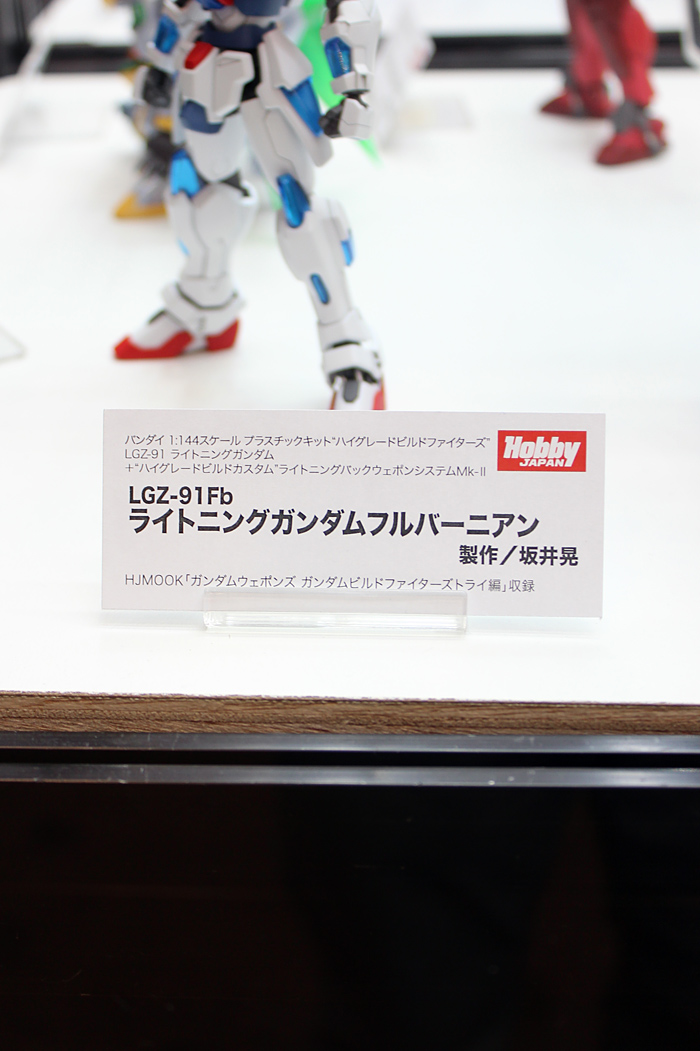 バンダイ 1:144スケール プラスチックキット“ハイグレードビルドファイターズ”
LGZ-91 ライトニングガンダム
+“ハイグレードビルドカスタム”ライトニングバックウェポンシステムMk-II
Hobby
JAPAN
LGZ-91Fb
ライトニングガンダムフルバーニアン
製作／坂井晃
HJMOOK「ガンダムウェポンズ ガンダムビルドファイターズトライ編」収録